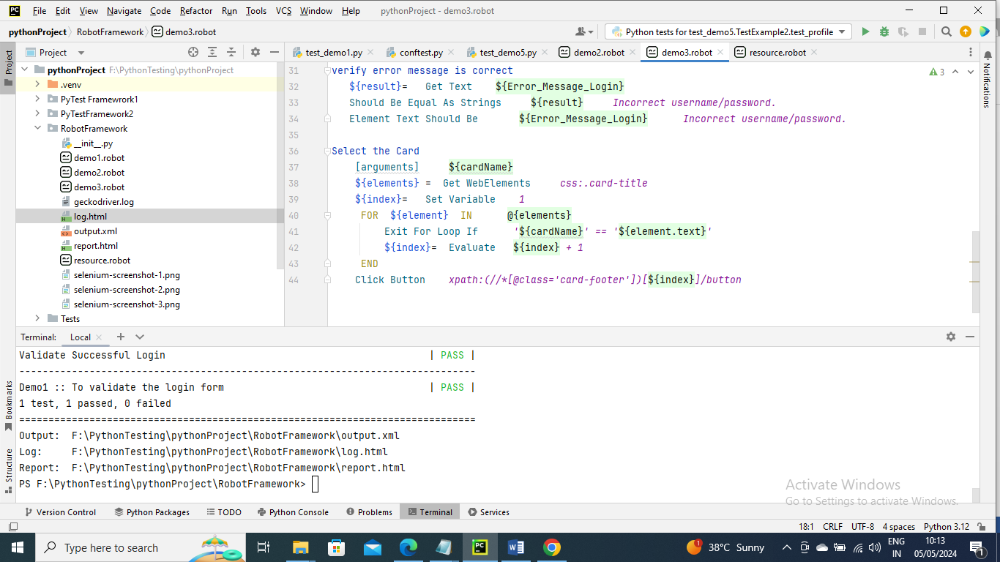 File Edit View Navigate Code Refactor Run Tools VCS Window Help pythonProject - demo3.robot
pythonProject RobotFramework demo3.robot Python tests for test_demo5.TestExample2.test_profile
Project
Project
test_demo1.py conftest.py test_demo5.py demo2.robot demo3.robot resource.robot
Notifications
pythonProject F:\PythonTesting\pythonProject
.venv
PyTest Framewrork1
PyTestFramework2
RobotFramework
__init__.py
demo1.robot
demo2.robot
demo3.robot
geckodriver.log
log.html
output.xml
report.html
resource.robot
selenium-screenshot-1.png
selenium-screenshot-2.png
selenium-screenshot-3.png
Tests
3
31 verify error message is correct
32 ${result}= Get Text ${Error_Message_Login}
33 Should Be Equal As Strings ${result} Incorrect username/password.
34 Element Text Should Be ${Error_Message_Login} Incorrect username/password.
35
36 Select the Card
37 [arguments] ${cardName}
38 ${elements} = Get WebElements css:.card-title
39 ${index}= Set Variable 1
40 FOR ${element} IN @{elements}
41 Exit For Loop If '${cardName}' == '${element.text}'
42 ${index}= Evaluate ${index} + 1
43 END
44 Click Button xpath:(//*[@class='card-footer'])[${index}]/button
Terminal: Local
Validate Successful Login | PASS |
------------------------------------------------------------------------------
Demo1 :: To validate the login form | PASS |
1 test, 1 passed, 0 failed
==============================================================================
Output: F:\PythonTesting\pythonProject\RobotFramework\output.xml
Log: F:\PythonTesting\pythonProject\RobotFramework\log.html
Report: F:\PythonTesting\pythonProject\RobotFramework\report.html
PS F:\PythonTesting\pythonProject\RobotFramework>
Bookmarks
Structure
Activate Windows
Go to Settings to activate Windows.
Version Control Python Packages TODO Python Console Problems Terminal Services
18:1 CRLF UTF-8 4 spaces Python 3.12
Type here to search
1 38°C Sunny
ENG
IN
10:13
05/05/2024
1